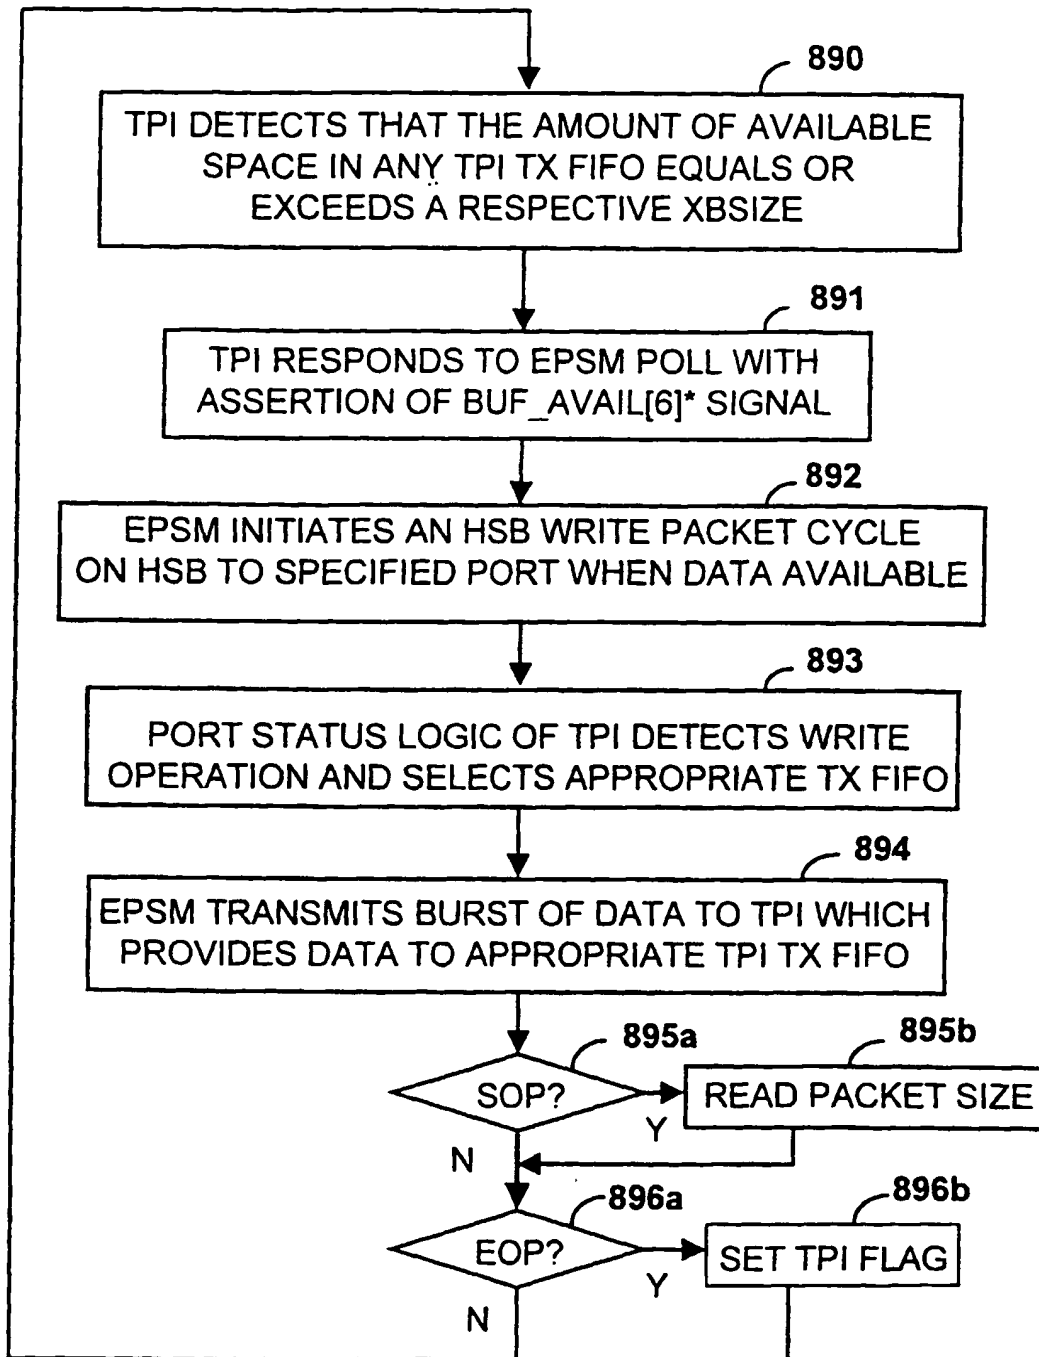 890
TPI DETECTS THAT THE AMOUNT OF AVAILABLE
SPACE IN ANY TPI TX FIFO EQUALS OR
EXCEEDS A RESPECTIVE XBSIZE
891
TPI RESPONDS TO EPSM POLL WITH
ASSERTION OF BUF_AVAIL[6]* SIGNAL
892
EPSM INITIATES AN HSB WRITE PACKET CYCLE
ON HSB TO SPECIFIED PORT WHEN DATA AVAILABLE
893
PORT STATUS LOGIC OF TPI DETECTS WRITE
OPERATION AND SELECTS APPROPRIATE TX FIFO
894
EPSM TRANSMITS BURST OF DATA TO TPI WHICH
PROVIDES DATA TO APPROPRIATE TPI TX FIFO
895a
895b
SOP?
Y
READ PACKET SIZE
N
896a
896b
EOP?
Y
SET TPI FLAG
N